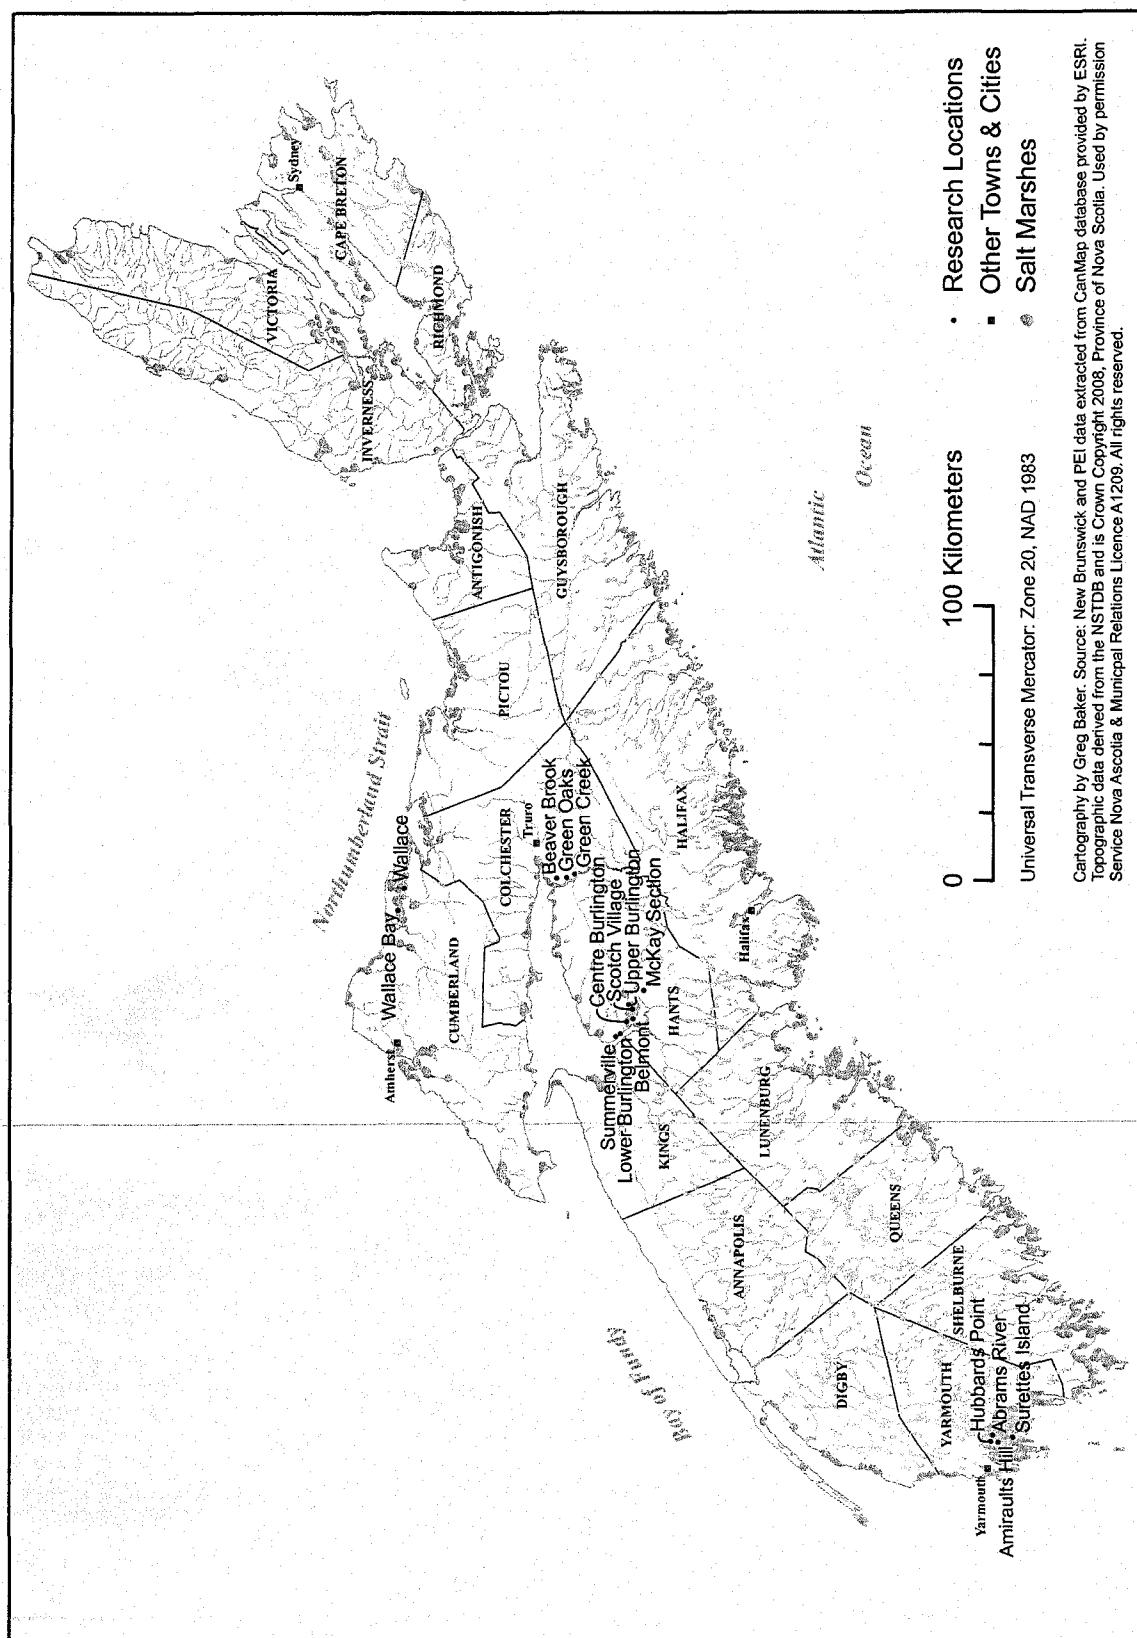 Northumberland Strait
Sydney
CAPE BRETON
VICTORIA
RICHMOND
INVERNESS
ANTIGONISH
GUYSBOROUGH
PICTOU
Wallace Bay
Wallace
Amherst
CUMBERLAND
COLCHESTER
Truro
Beaver Brook
Green Oaks
Green Creek
Centre Burlington
Scotch Village
Upper Burlington
McKay Section
Summerville
Lower Burlington
Belmont
HANTS
HALIFAX
Halifax
KINGS
LUNENBURG
ANNAPOLIS
QUEENS
Bay of Fundy
DIGBY
SHELBURNE
YARMOUTH
Yarmouth
Hubbards Point
Abrams River
Amiraults Hill
Surettes Island
Atlantic
Ocean
Research Locations
Other Towns & Cities
Salt Marshes
0
100 Kilometers
Universal Transverse Mercator: Zone 20, NAD 1983
Cartography by Greg Baker. Source: New Brunswick and PEI data extracted from CanMap database provided by ESRI.
Topographic data derived from the NSTDB and is Crown Copyright 2008, Province of Nova Scotia. Used by permission
Service Nova Ascotia & Municpal Relations Licence A1209. All rights reserved.